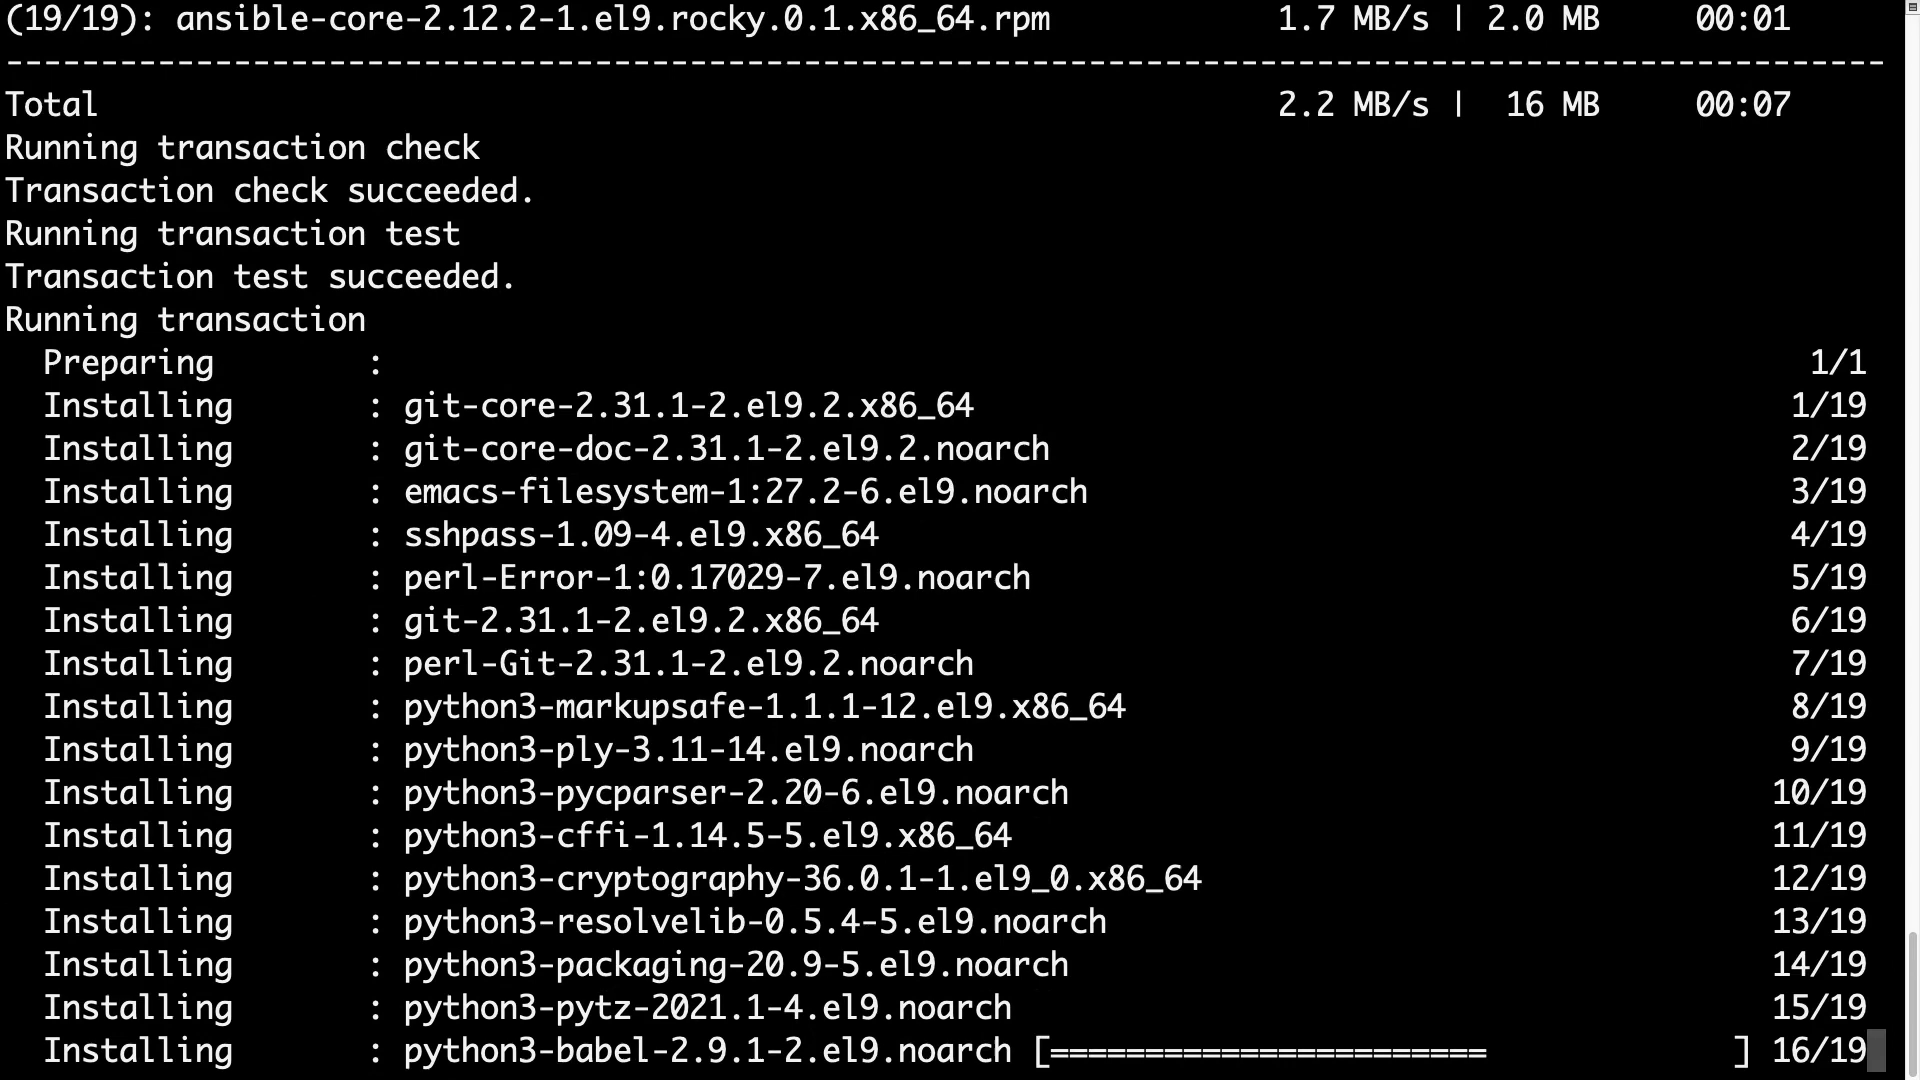 (19/19): ansible-core-2.12.2-1.el9.rocky.0.1.x86_64.rpm 1.7 MB/s | 2.0 MB 00:01
---------------------------------------------------------------------------------------------------
Total 2.2 MB/s | 16 MB 00:07
Running transaction check
Transaction check succeeded.
Running transaction test
Transaction test succeeded.
Running transaction
  Preparing : 1/1
  Installing : git-core-2.31.1-2.el9.2.x86_64 1/19
  Installing : git-core-doc-2.31.1-2.el9.2.noarch 2/19
  Installing : emacs-filesystem-1:27.2-6.el9.noarch 3/19
  Installing : sshpass-1.09-4.el9.x86_64 4/19
  Installing : perl-Error-1:0.17029-7.el9.noarch 5/19
  Installing : git-2.31.1-2.el9.2.x86_64 6/19
  Installing : perl-Git-2.31.1-2.el9.2.noarch 7/19
  Installing : python3-markupsafe-1.1.1-12.el9.x86_64 8/19
  Installing : python3-ply-3.11-14.el9.noarch 9/19
  Installing : python3-pycparser-2.20-6.el9.noarch 10/19
  Installing : python3-cffi-1.14.5-5.el9.x86_64 11/19
  Installing : python3-cryptography-36.0.1-1.el9_0.x86_64 12/19
  Installing : python3-resolvelib-0.5.4-5.el9.noarch 13/19
  Installing : python3-packaging-20.9-5.el9.noarch 14/19
  Installing : python3-pytz-2021.1-4.el9.noarch 15/19
  Installing : python3-babel-2.9.1-2.el9.noarch [======================= ] 16/19